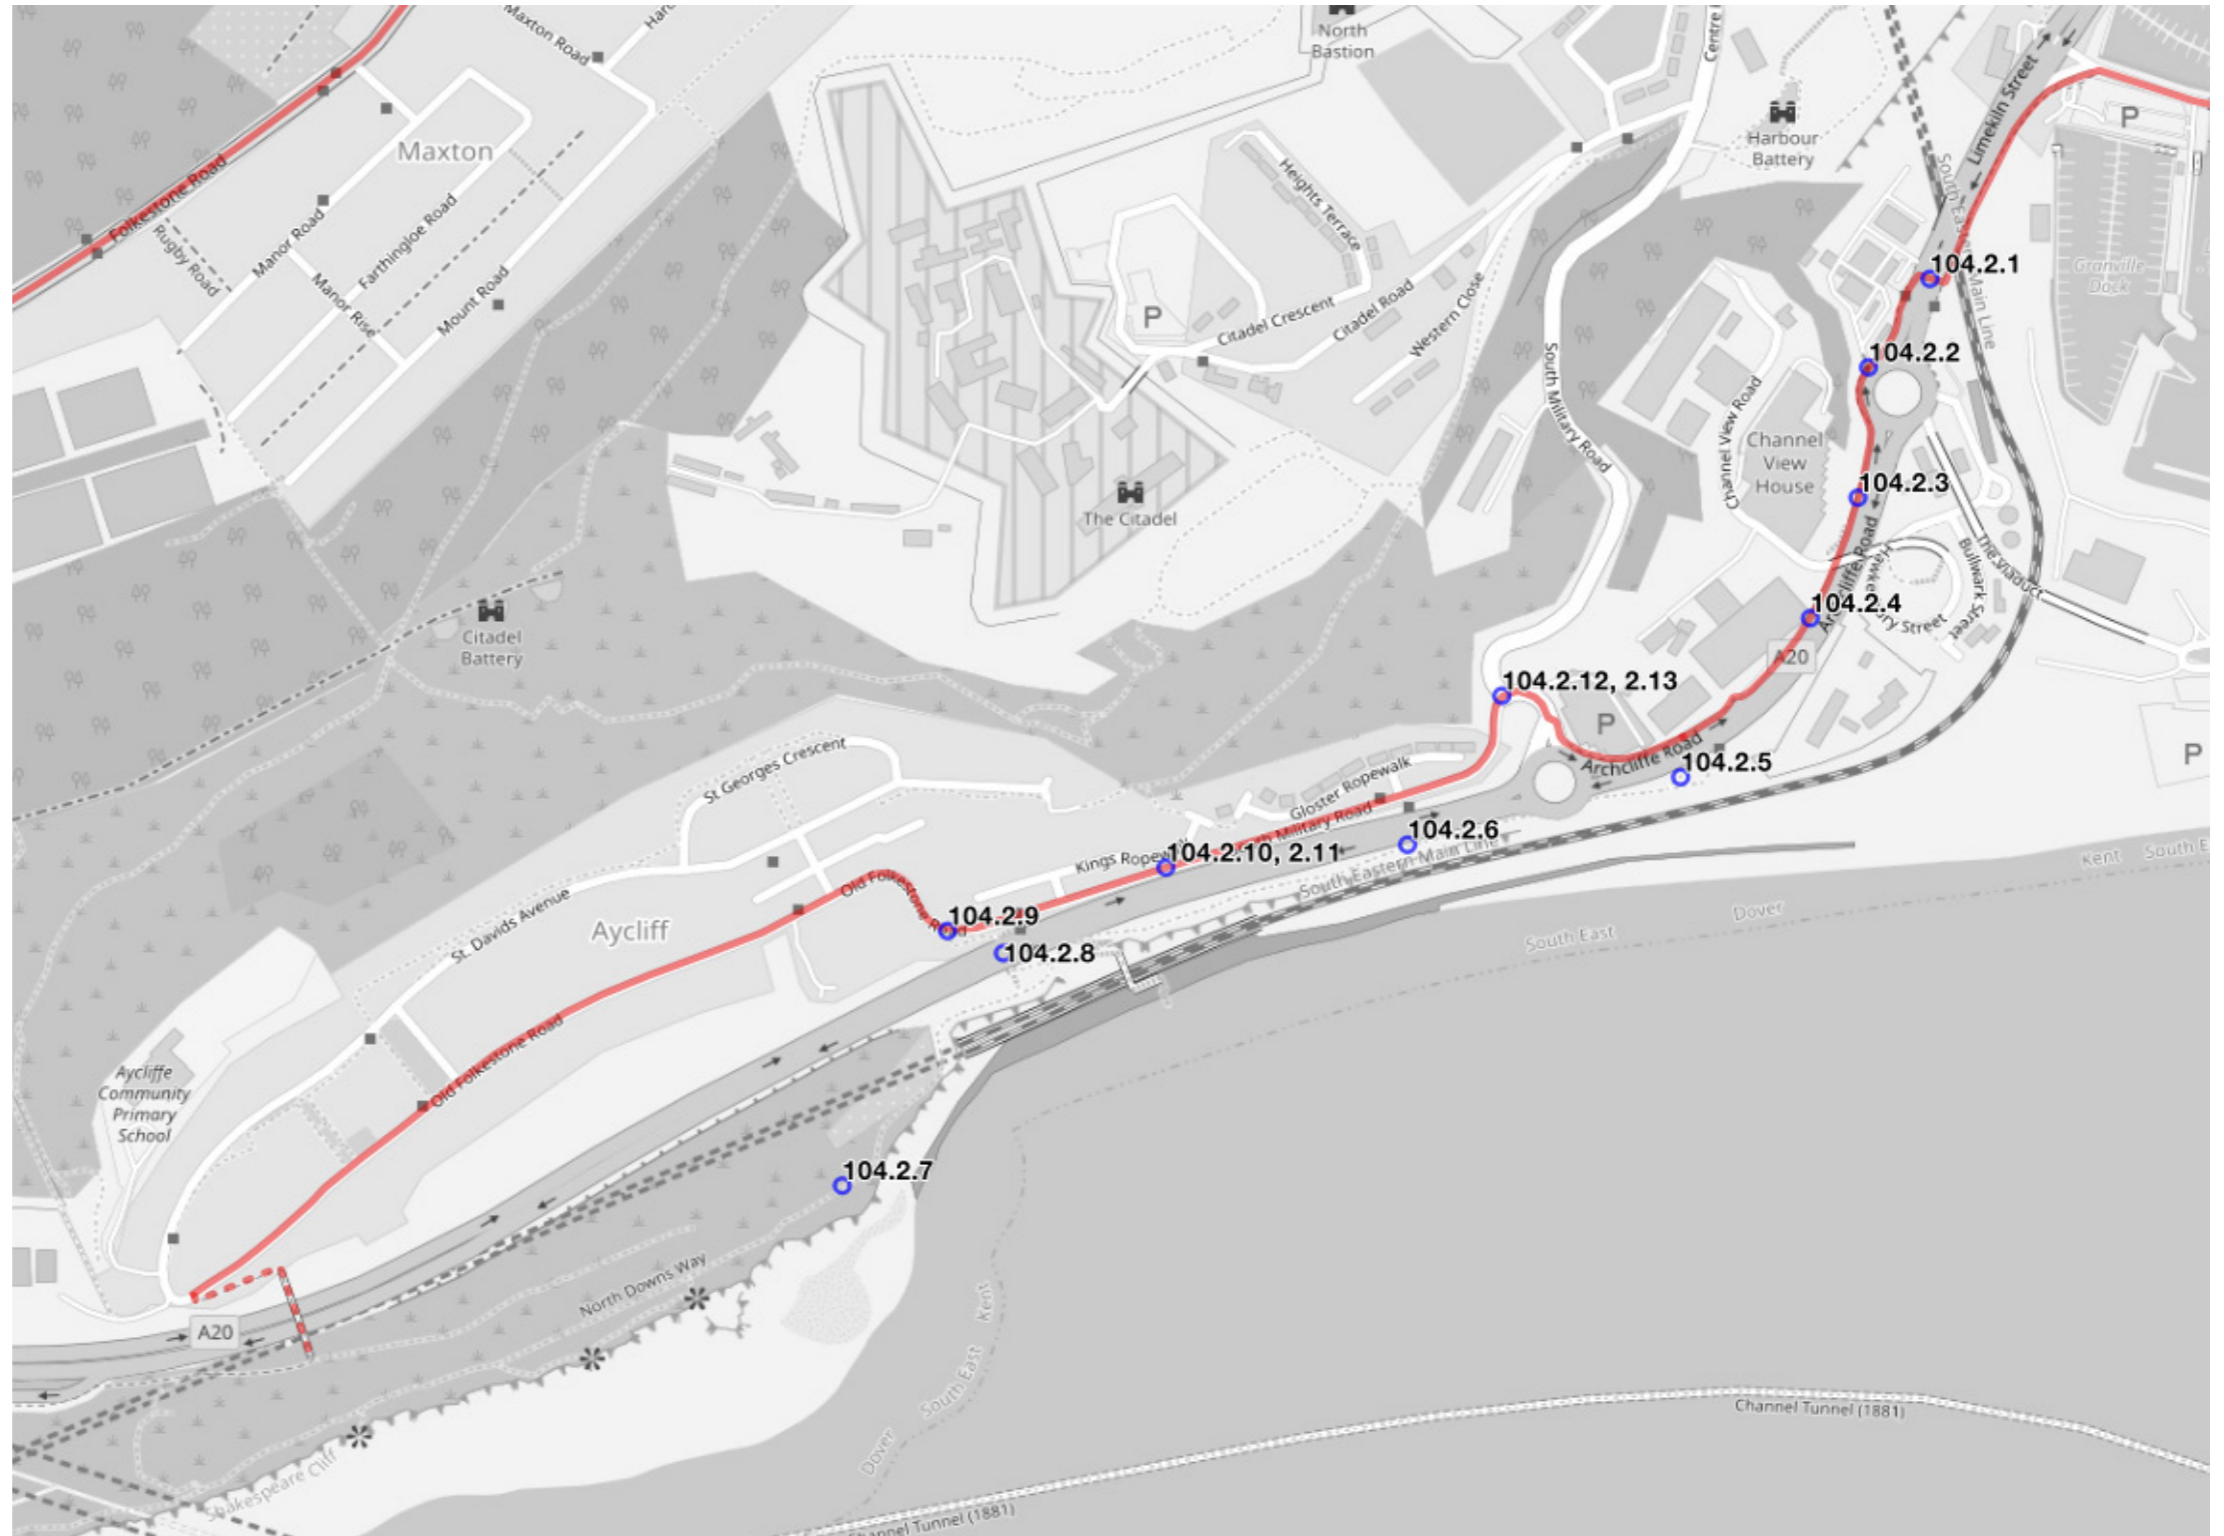 Maxton Road
North
Bastion
Limekiln Street
P
Harbour
Battery
Maxton
Folkestone Road
Rugby Road
Manor Road
Farthingloe Road
Manor Rise
Mount Road
Heights Terrace
South Eastern Main Line
104.2.1
Granville
Dock
P
Citadel Crescent
Citadel Road
Western Close
South Military Road
104.2.2
Channel View Road
Channel
View
House
104.2.3
The Citadel
Archcliffe Road
The Viaduct
Bulwark Street
104.2.4
A20
Citadel
Battery
104.2.12, 2.13
P
Archcliffe Road
104.2.5
P
St Georges Crescent
Gloster Ropewalk
104.2.6
Kings Ropewalk
104.2.10, 2.11
South Eastern Main Line
Kent
South E
Dover
South East
Old Folkestone Road
St. Davids Avenue
Aycliff
104.2.9
104.2.8
Old Folkestone Road
Aycliffe
Community
Primary
School
104.2.7
North Downs Way
A20
Kent
South East
Dover
Shakespeare Cliff
Channel Tunnel (1881)
Channel Tunnel (1881)